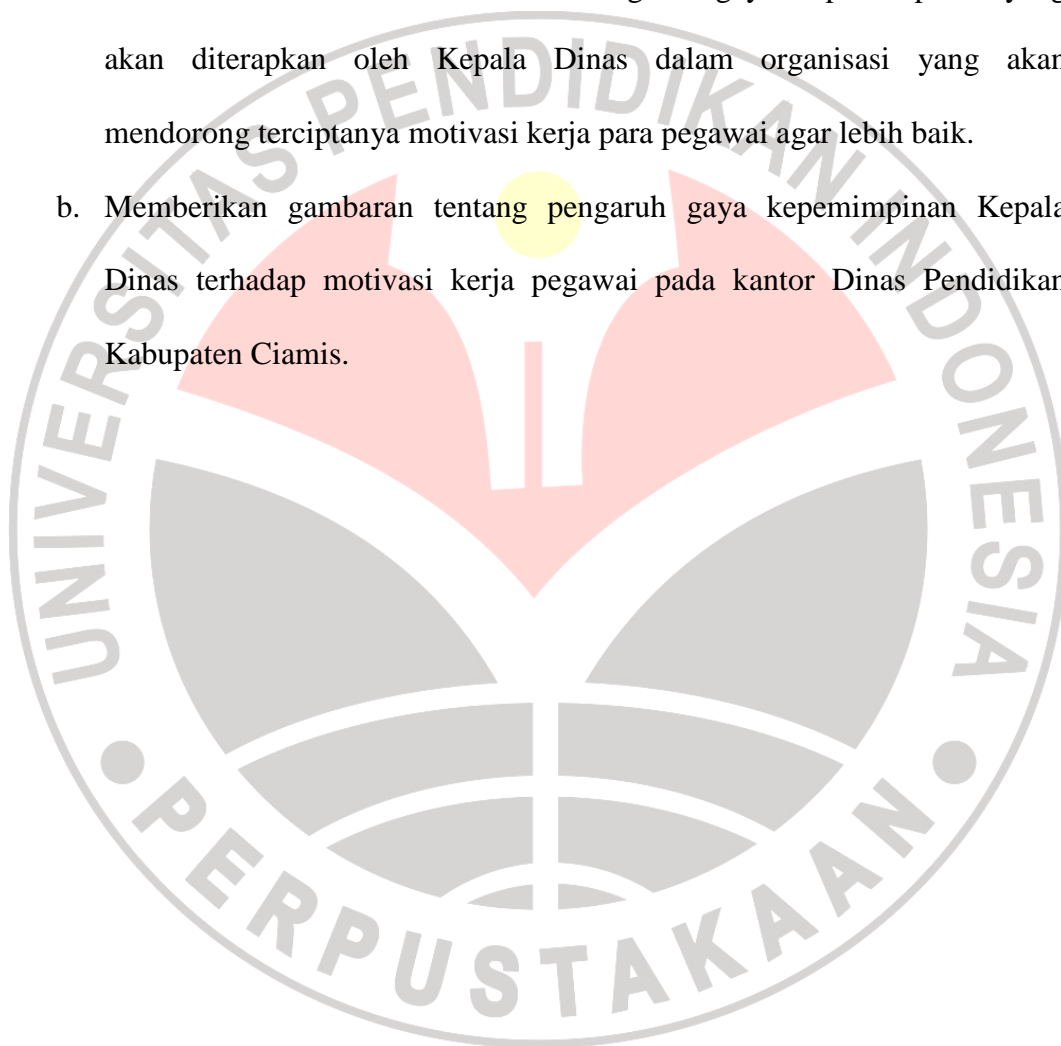 akan diterapkan oleh Kepala Dinas dalam organisasi yang akan
mendorong terciptanya motivasi kerja para pegawai agar lebih baik.
b. Memberikan gambaran tentang pengaruh gaya kepemimpinan Kepala
Dinas terhadap motivasi kerja pegawai pada kantor Dinas Pendidikan
Kabupaten Ciamis.
UNIVERSITAS PENDIDIKAN INDONESIA
PERPUSTAKAAN